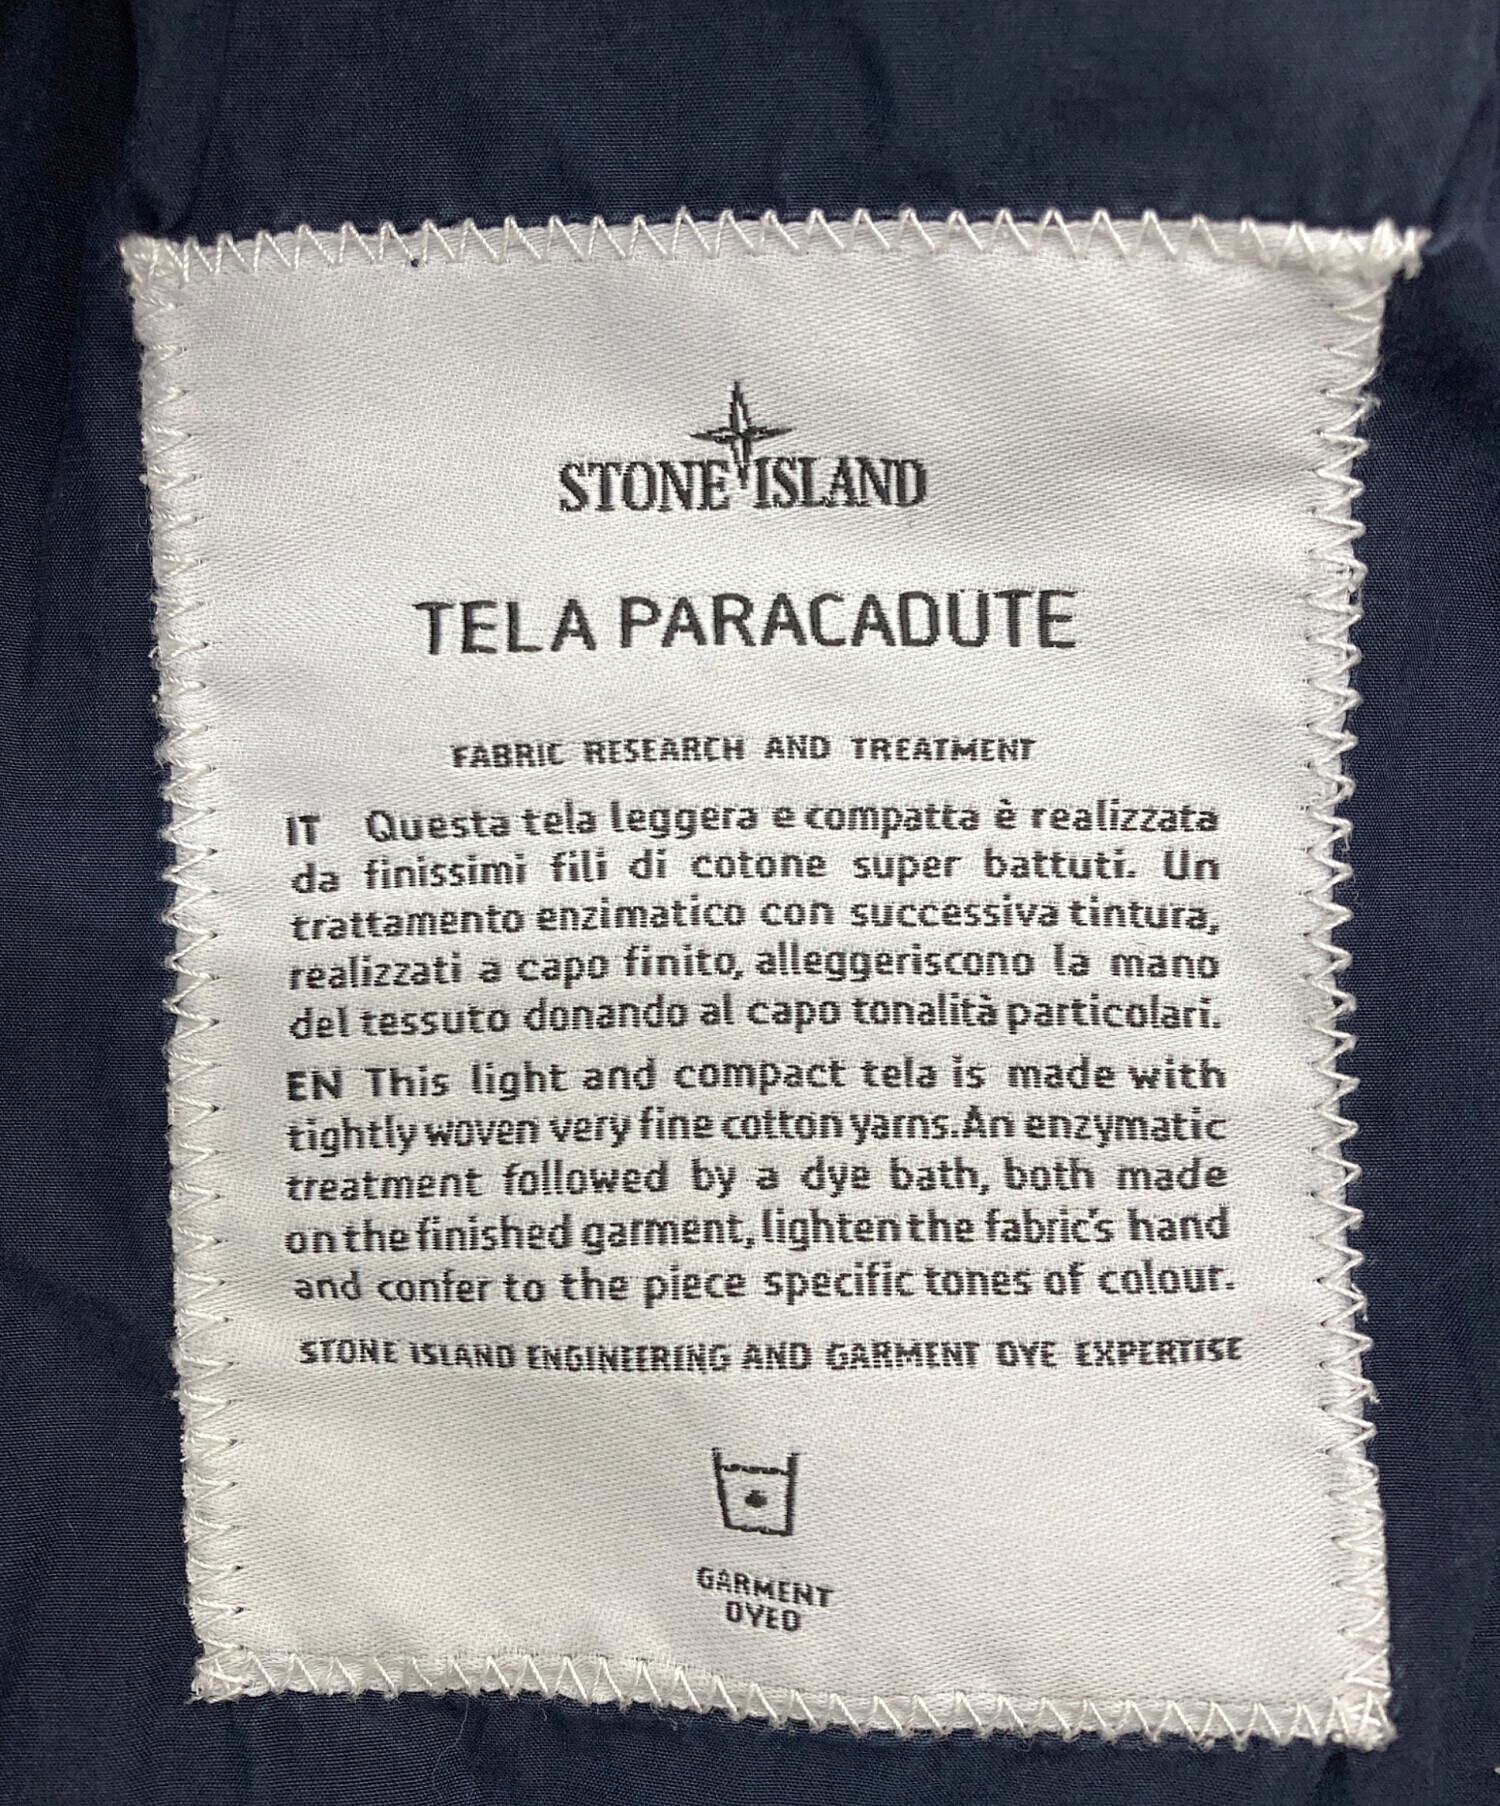 STONE ISLAND
TELA PARACADUTE
FABRIC RESEARCH AND TREATMENT
IT Questa tela leggera e compatta è realizzata
da finissimi fili di cotone super battuti. Un
trattamento enzimatico con successiva tintura,
realizzati a capo finito, alleggeriscono la mano
del tessuto donando al capo tonalità particolari.
EN This light and compact tela is made with
tightly woven very fine cotton yarns. An enzymatic
treatment followed by a dye bath, both made
on the finished garment, lighten the fabric's hand
and confer to the piece specific tones of colour.
STONE ISLAND ENGINEERING AND GARMENT DYE EXPERTISE
GARMENT
DYED